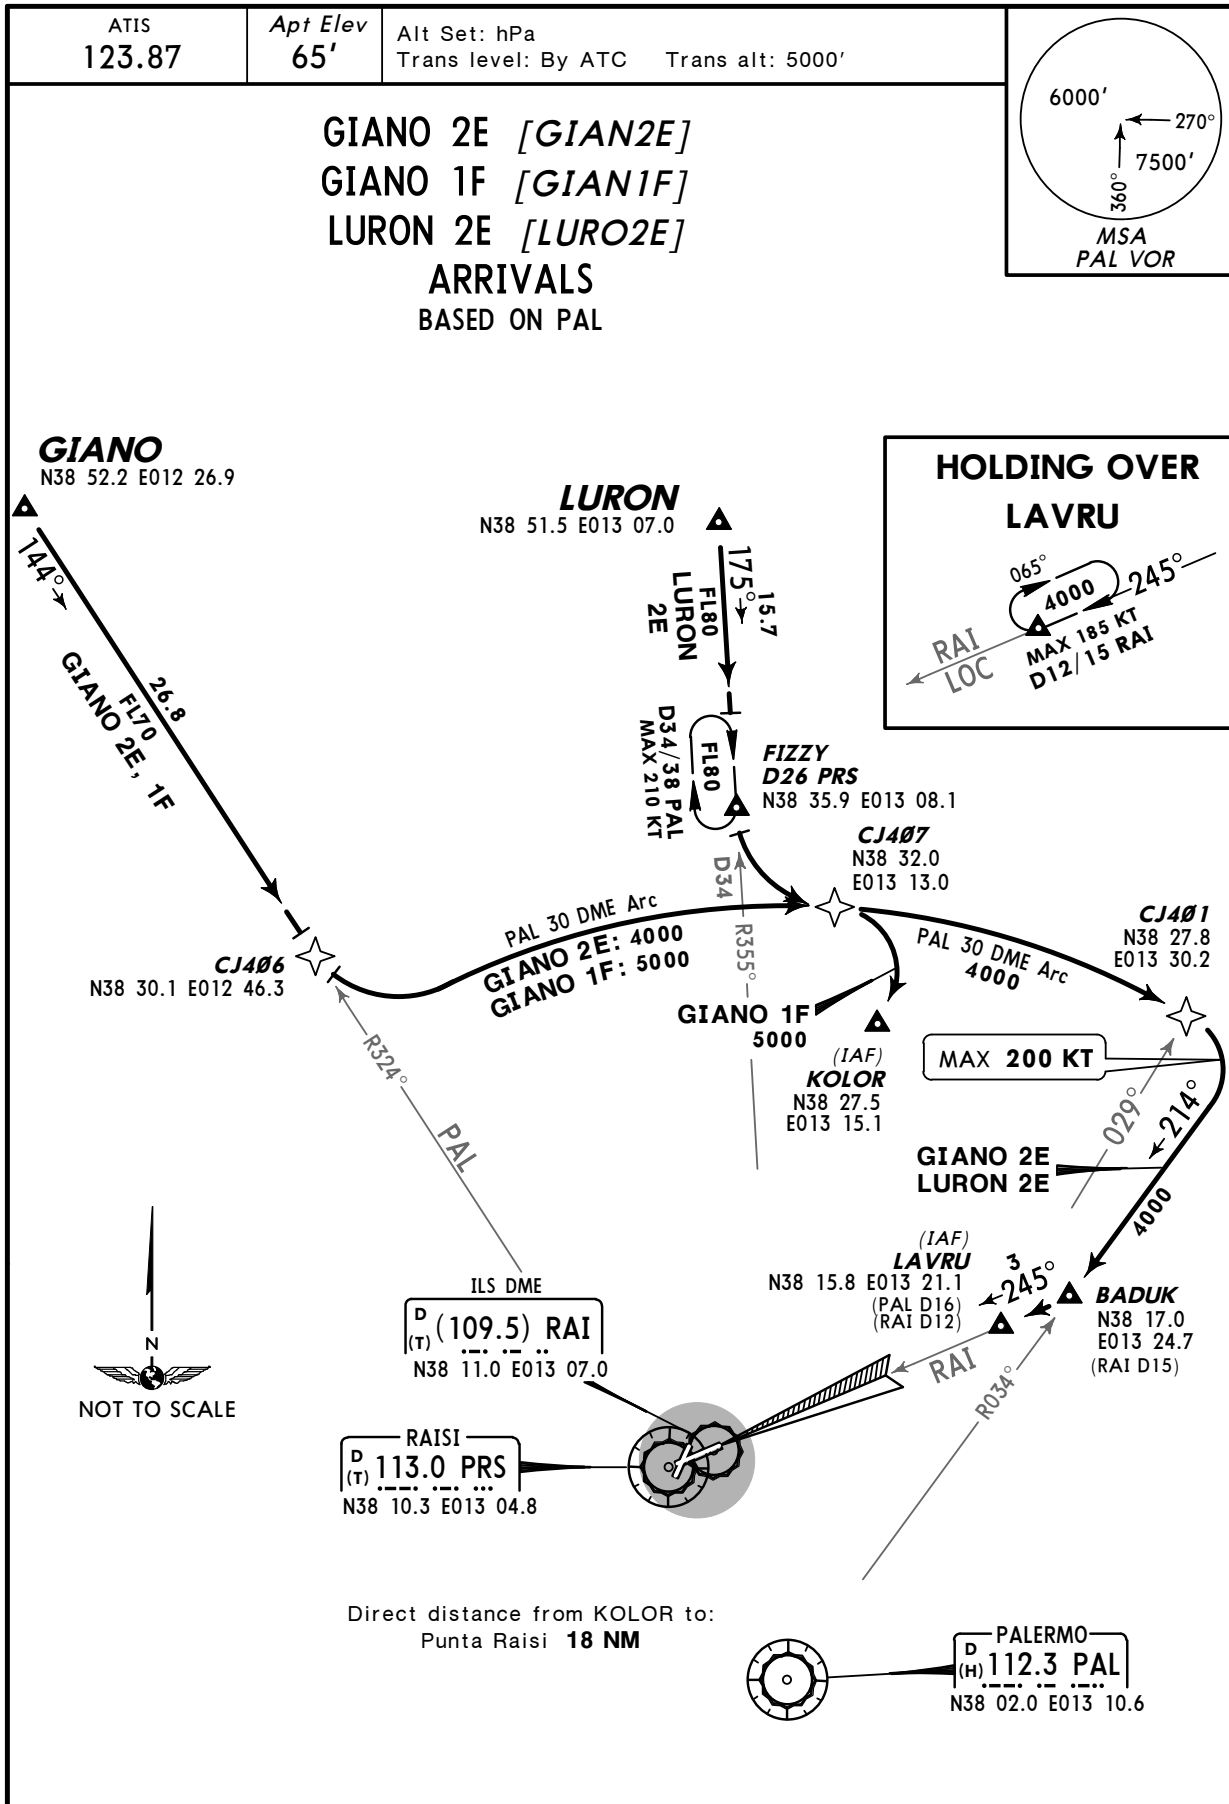 ATIS
123.87
Apt Elev
65'
Alt Set: hPa
Trans level: By ATC Trans alt: 5000'
6000'
270°
7500'
360°
MSA
PAL VOR
GIANO 2E [GIAN2E]
GIANO 1F [GIAN1F]
LURON 2E [LURO2E]
ARRIVALS
BASED ON PAL
GIANO
N38 52.2 E012 26.9
144°
26.8
FL70
GIANO 2E, 1F
LURON
N38 51.5 E013 07.0
175°
15.7
FL80
LURON
2E
HOLDING OVER
LAVRU
065°
4000
245°
MAX 185 KT
D12/15 RAI
RAI
LOC
FL80
D34/38 PAL
MAX 210 KT
FIZZY
D26 PRS
N38 35.9 E013 08.1
CJ4Ø7
N38 32.0
E013 13.0
D34
R355°
CJ4Ø6
N38 30.1 E012 46.3
PAL 30 DME Arc
GIANO 2E: 4000
GIANO 1F: 5000
PAL 30 DME Arc
4000
CJ4Ø1
N38 27.8
E013 30.2
GIANO 1F
5000
(IAF)
KOLOR
N38 27.5
E013 15.1
MAX 200 KT
R324°
PAL
029°
214°
GIANO 2E
LURON 2E
4000
(IAF)
LAVRU
N38 15.8 E013 21.1
(PAL D16)
(RAI D12)
3
245°
BADUK
N38 17.0
E013 24.7
(RAI D15)
RAI
R034°
N
NOT TO SCALE
ILS DME
D
(T) (109.5) RAI
N38 11.0 E013 07.0
RAISI
D
(T) 113.0 PRS
N38 10.3 E013 04.8
Direct distance from KOLOR to:
Punta Raisi 18 NM
PALERMO
D
(H) 112.3 PAL
N38 02.0 E013 10.6